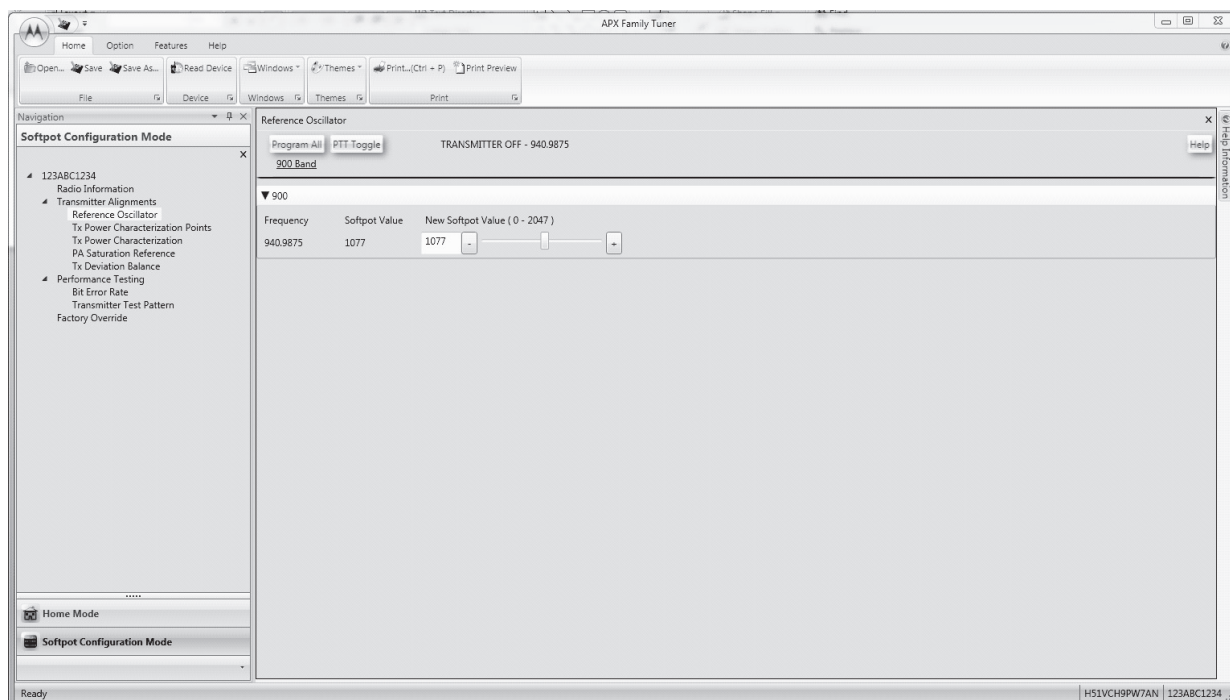 APX Family Tuner
Home Option Features Help
Open... Save Save As... Read Device Windows Themes Print...(Ctrl + P) Print Preview
File Device Windows Themes Print
Navigation
Softpot Configuration Mode
123ABC1234
Radio Information
Transmitter Alignments
Reference Oscillator
Tx Power Characterization Points
Tx Power Characterization
PA Saturation Reference
Tx Deviation Balance
Performance Testing
Bit Error Rate
Transmitter Test Pattern
Factory Override
Home Mode
Softpot Configuration Mode
Reference Oscillator
Program All PTT Toggle TRANSMITTER OFF - 940.9875 Help
900 Band
900
Frequency Softpot Value New Softpot Value ( 0 - 2047 )
940.9875 1077 1077 - +
Help Information
Ready H51VCH9PW7AN 123ABC1234